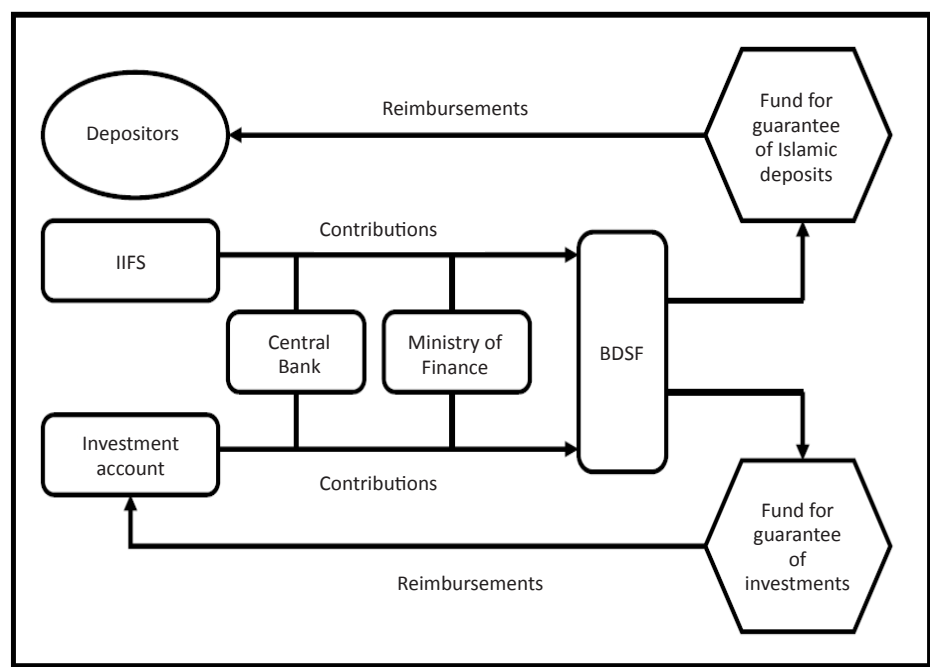 Reimbursements
Depositors
Fund for
guarantee
of Islamic
deposits
Contributions
IIFS
Central
Bank
Ministry of
Finance
BDSF
Investment
account
Contributions
Fund for
guarantee
of
investments
Reimbursements